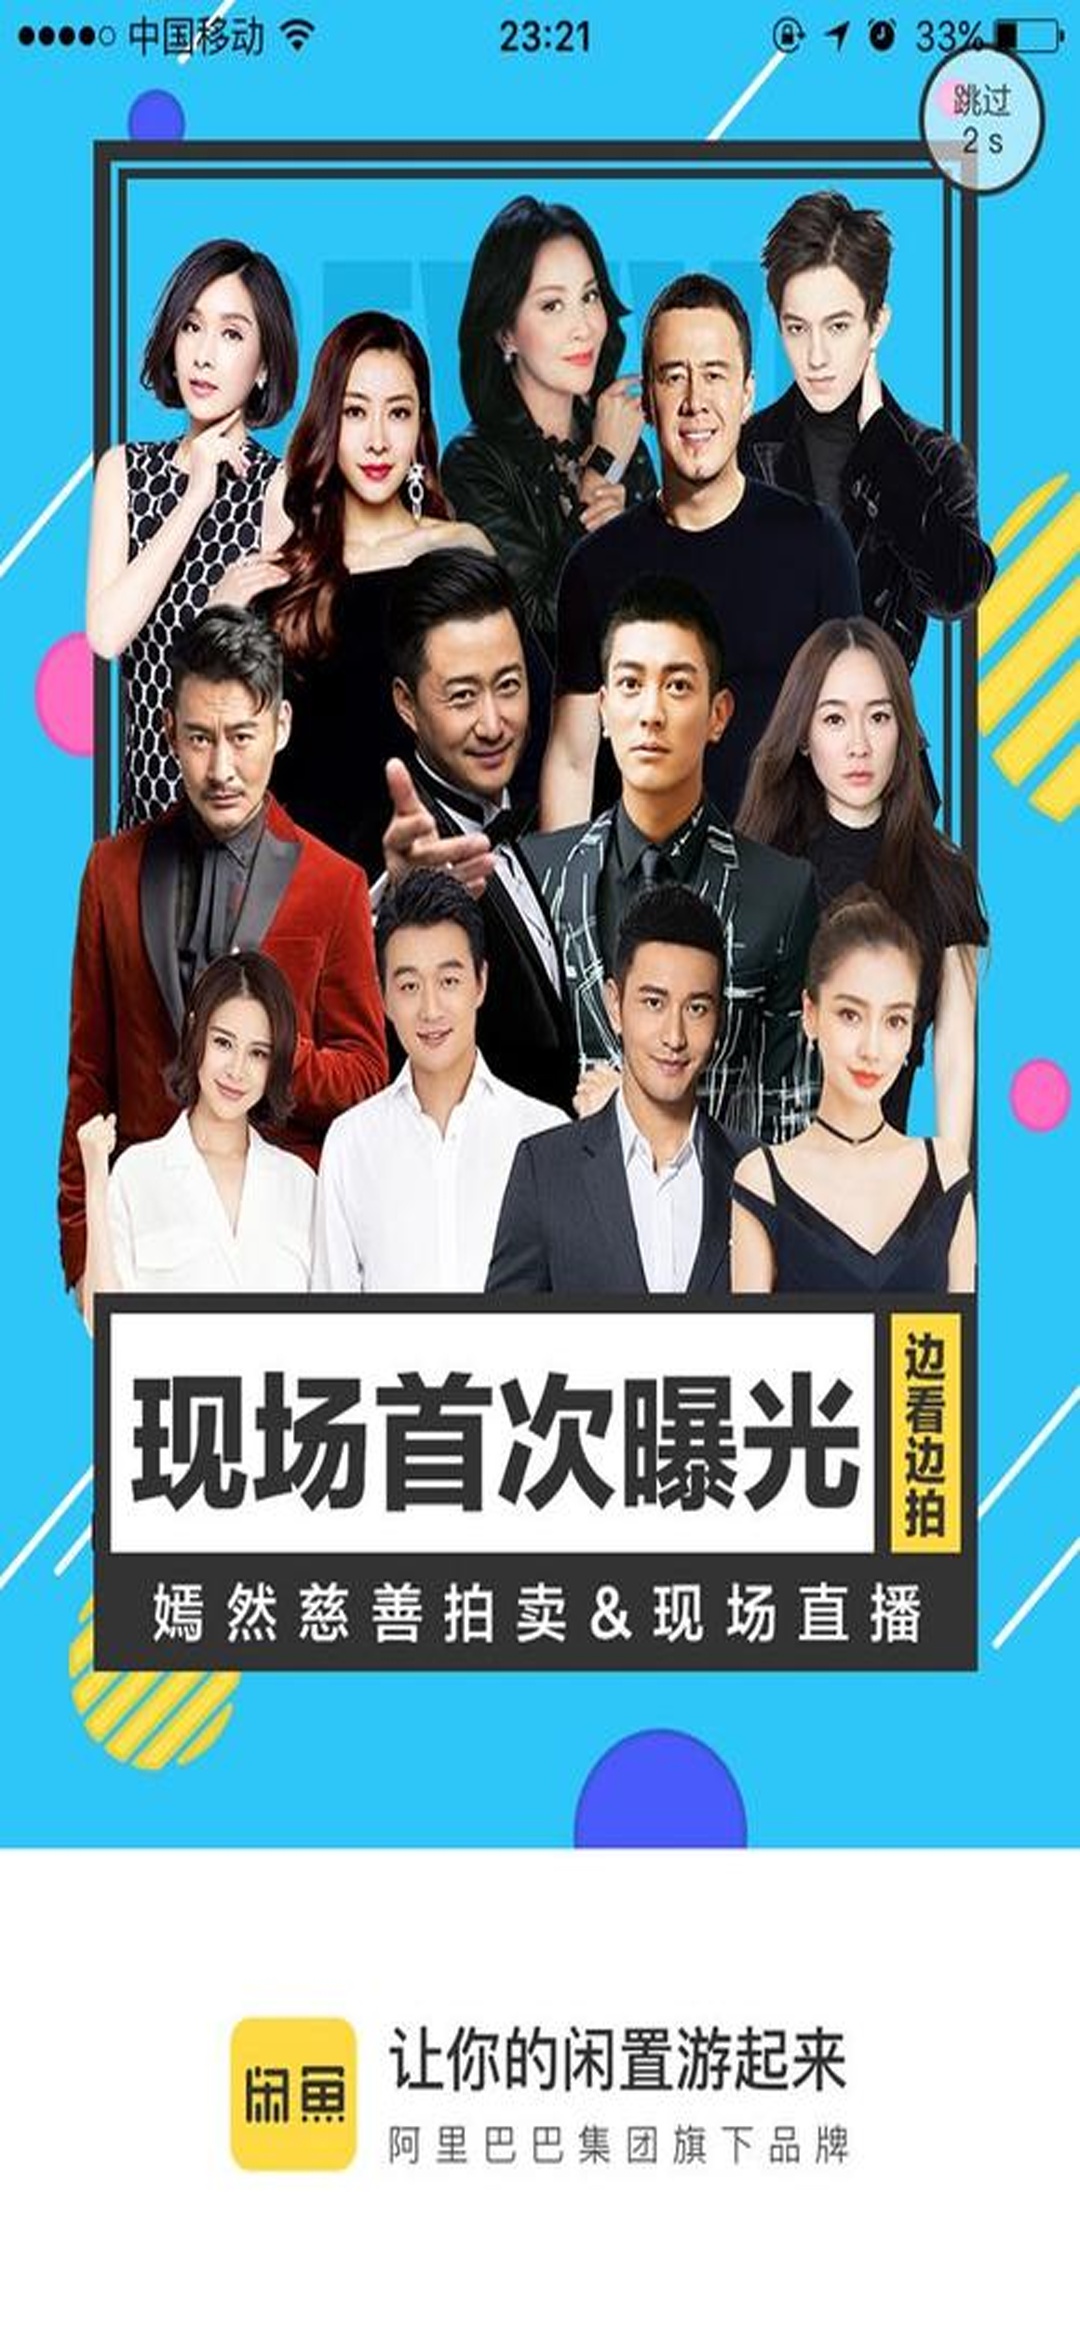 中国移动 23:21 33%
跳过
2 s
现场首次曝光
边看边拍
嫣然慈善拍卖&现场直播
闲鱼
让你的闲置游起来
阿里巴巴集团旗下品牌